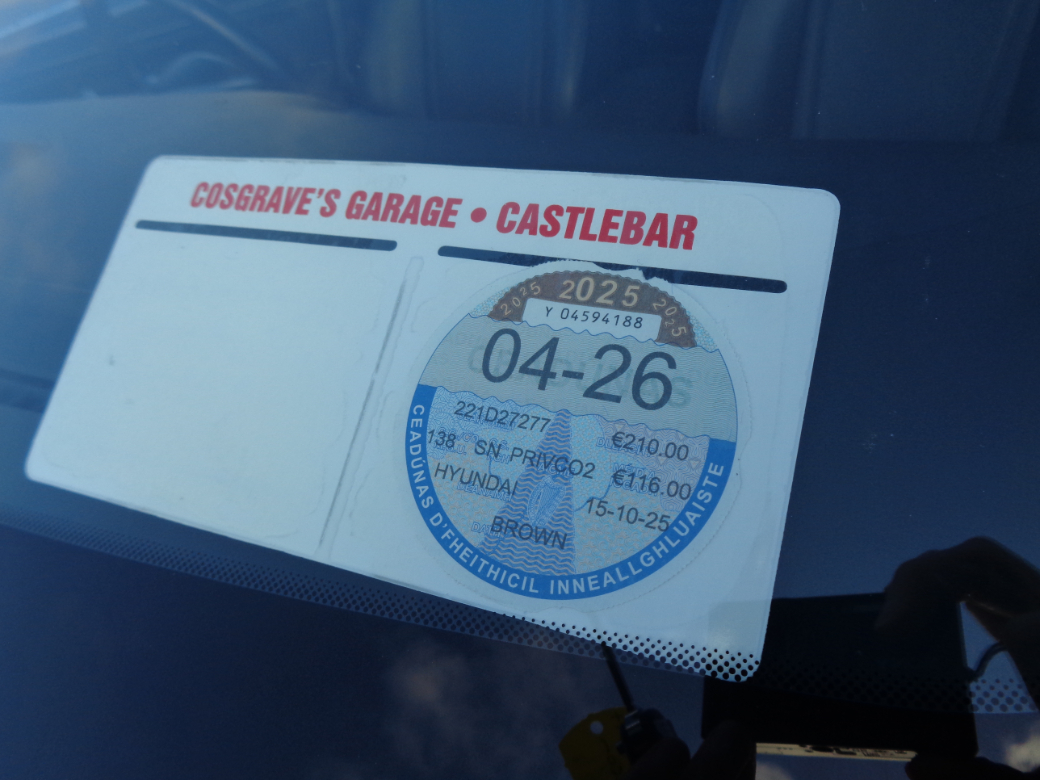 COSGRAVE'S GARAGE • CASTLEBAR
2025 2025 2025
Y 04594188
04-26
221D27277 €210.00
138 SN PRIVCO2 €116.00
HYUNDAI 15-10-25
BROWN
CEADÚNAS D'FHEITHICIL INNEALLGHLUAISTE